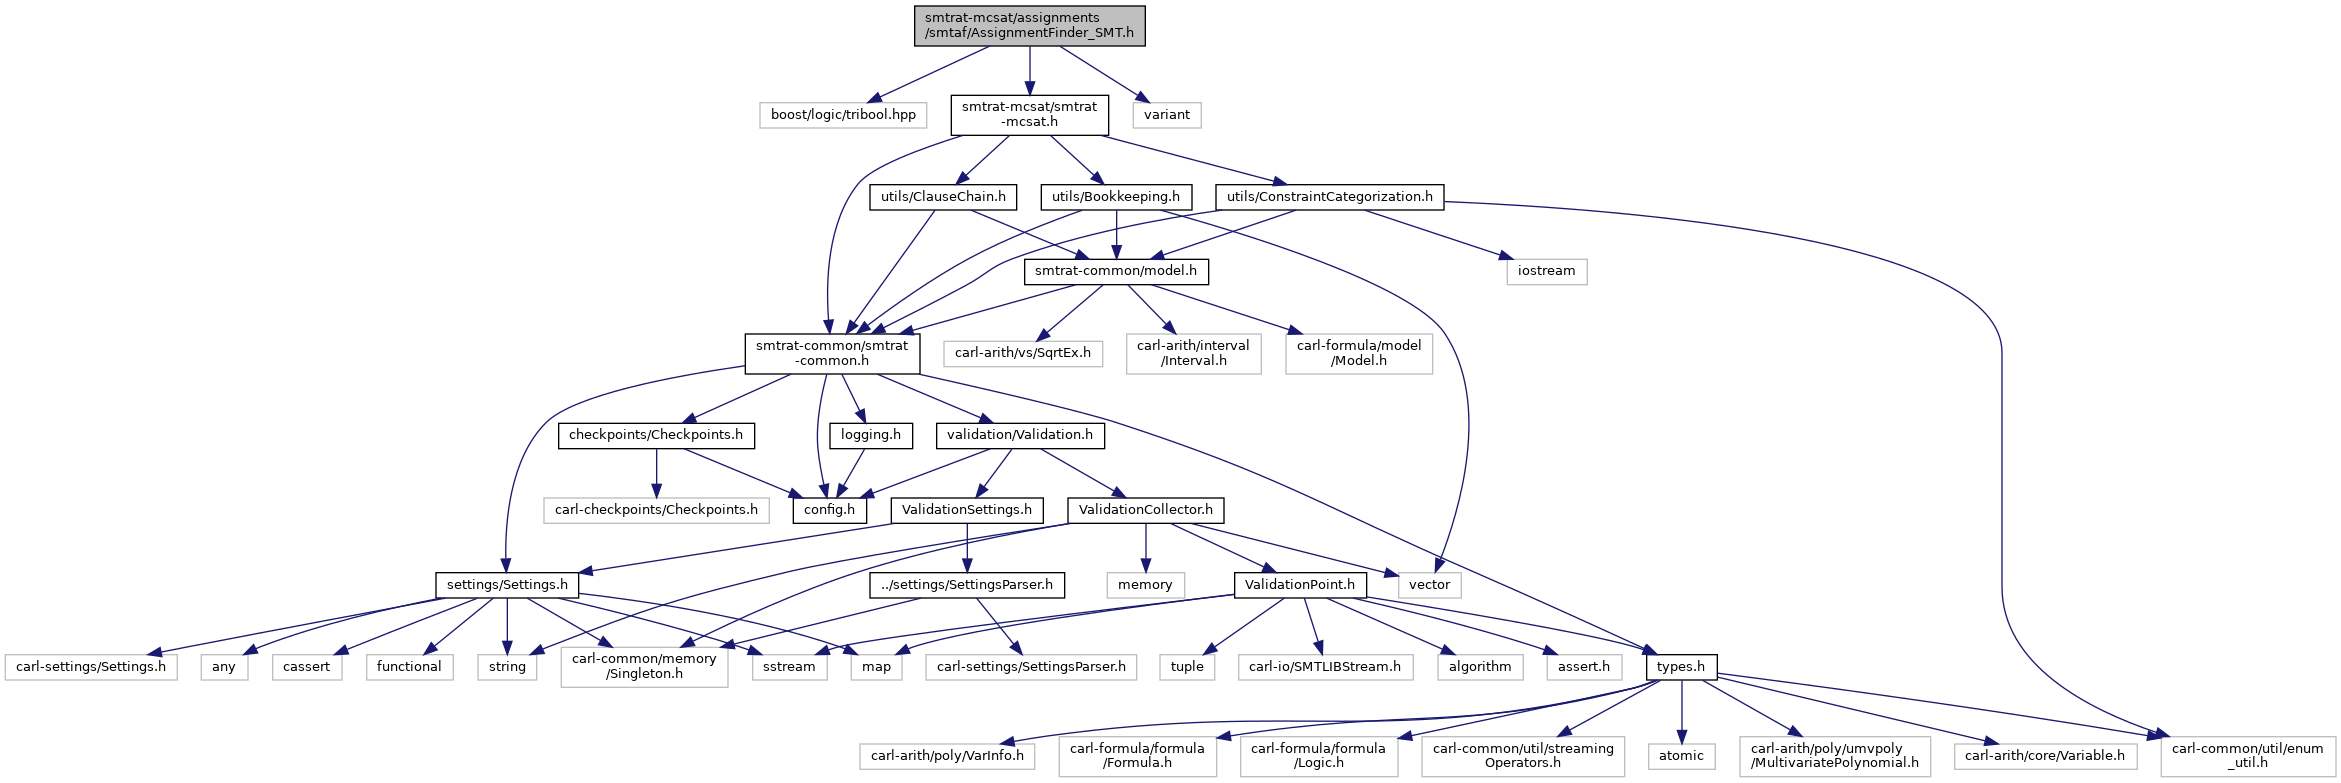 smtrat-mcsat/assignments
/smtaf/AssignmentFinder_SMT.h
boost/logic/tribool.hpp
smtrat-mcsat/smtrat
-mcsat.h
variant
utils/ClauseChain.h
utils/Bookkeeping.h
utils/ConstraintCategorization.h
smtrat-common/model.h
iostream
smtrat-common/smtrat
-common.h
carl-arith/vs/SqrtEx.h
carl-arith/interval
/Interval.h
carl-formula/model
/Model.h
checkpoints/Checkpoints.h
logging.h
validation/Validation.h
carl-checkpoints/Checkpoints.h
config.h
ValidationSettings.h
ValidationCollector.h
settings/Settings.h
../settings/SettingsParser.h
memory
ValidationPoint.h
vector
carl-settings/Settings.h
any
cassert
functional
string
carl-common/memory
/Singleton.h
sstream
map
carl-settings/SettingsParser.h
tuple
carl-io/SMTLIBStream.h
algorithm
assert.h
types.h
carl-arith/poly/VarInfo.h
carl-formula/formula
/Formula.h
carl-formula/formula
/Logic.h
carl-common/util/streaming
Operators.h
atomic
carl-arith/poly/umvpoly
/MultivariatePolynomial.h
carl-arith/core/Variable.h
carl-common/util/enum
_util.h